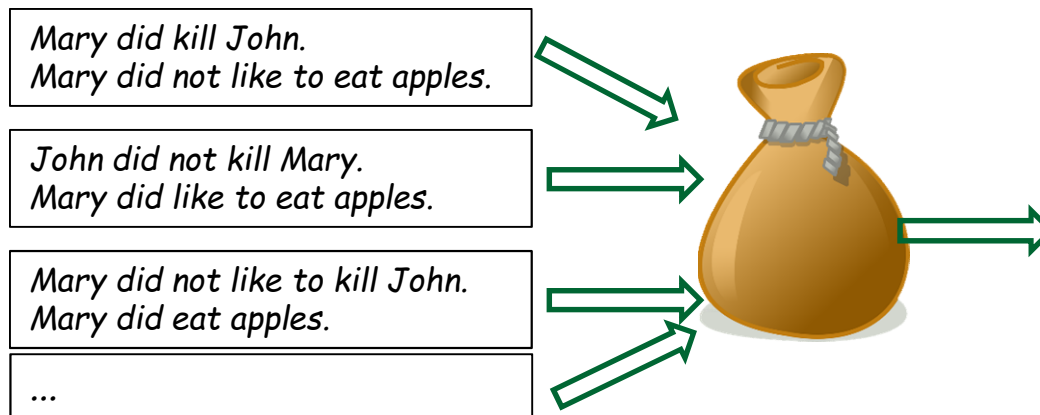 Mary did kill John.
Mary did not like to eat apples.
John did not kill Mary.
Mary did like to eat apples.
Mary did not like to kill John.
Mary did eat apples.
...